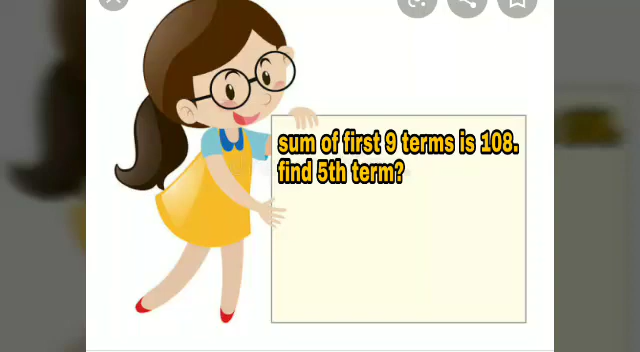 sum of first 9 terms is 108.
find 5th term?